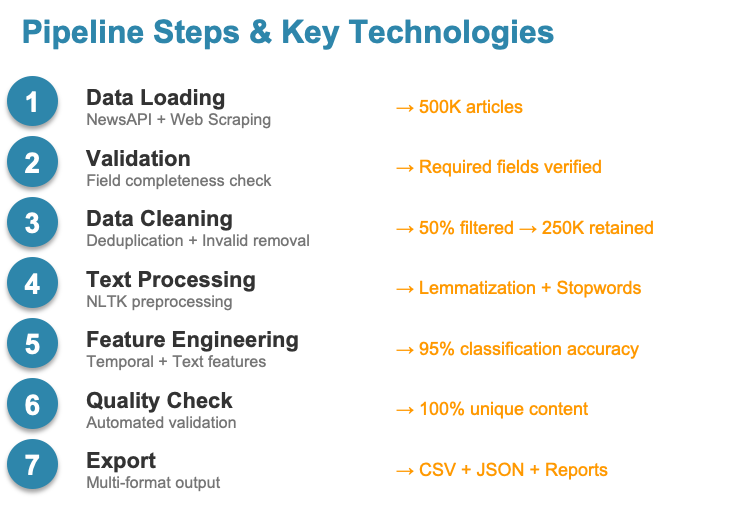 Pipeline Steps & Key Technologies
1
Data Loading
NewsAPI + Web Scraping
→ 500K articles
2
Validation
Field completeness check
→ Required fields verified
3
Data Cleaning
Deduplication + Invalid removal
→ 50% filtered → 250K retained
4
Text Processing
NLTK preprocessing
→ Lemmatization + Stopwords
5
Feature Engineering
Temporal + Text features
→ 95% classification accuracy
6
Quality Check
Automated validation
→ 100% unique content
7
Export
Multi-format output
→ CSV + JSON + Reports